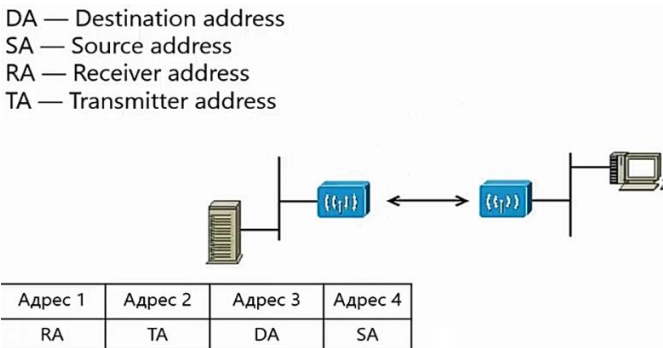 DA — Destination address
SA — Source address
RA — Receiver address
TA — Transmitter address
Адрес 1 Адрес 2 Адрес 3 Адрес 4
RA TA DA SA